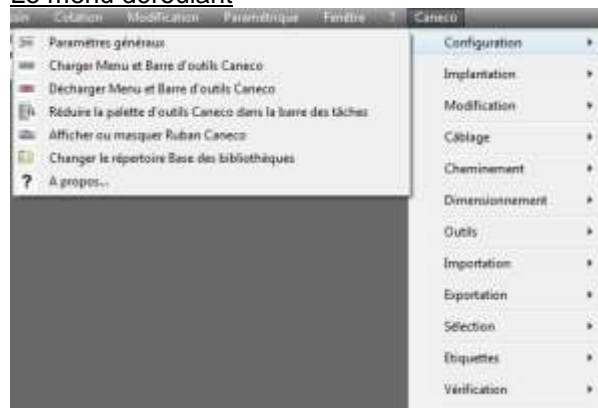 Le menu déroulant
Cotation Modification Paramétrique Fenêtre ? Caneco
Paramètres généraux
Charger Menu et Barre d'outils Caneco
Décharger Menu et Barre d'outils Caneco
Réduire la palette d'outils Caneco dans la barre des tâches
Afficher ou masquer Ruban Caneco
Changer le répertoire Base des bibliothèques
? A propos...
Configuration
Implantation
Modification
Câblage
Cheminement
Dimensionnement
Outils
Importation
Exportation
Sélection
Etiquettes
Vérification